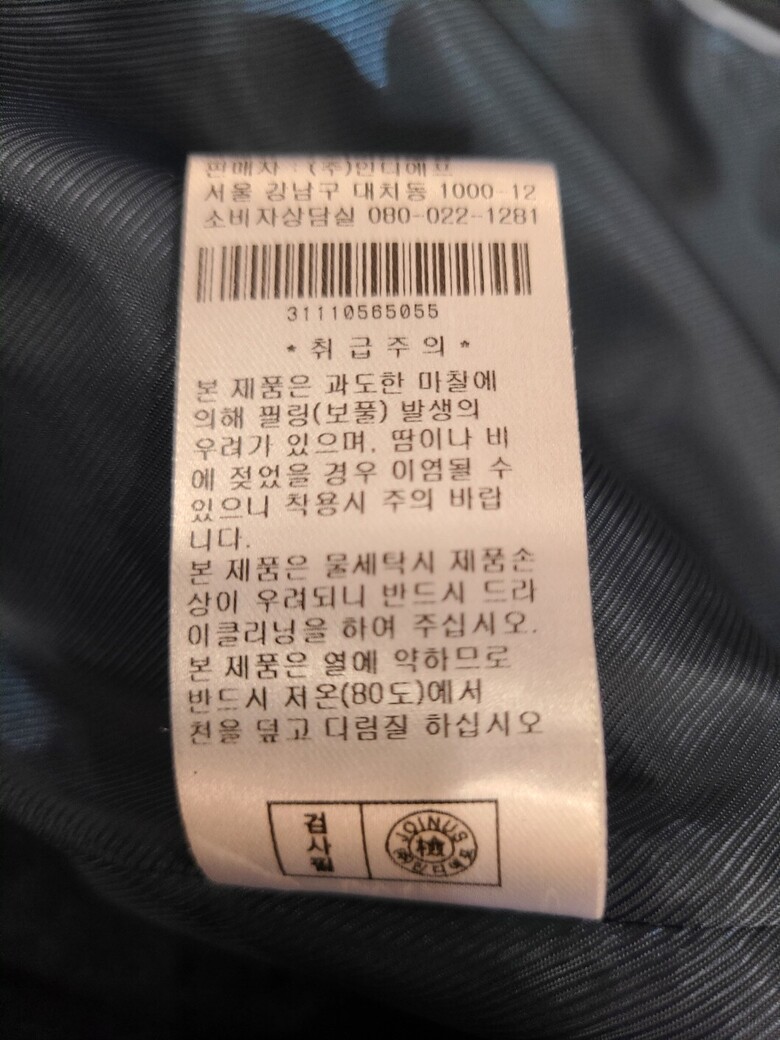 판매자 : (주)인디에프
서울 강남구 대치동 1000-12
소비자상담실 080-022-1281
31110565055
* 취 급 주 의 *
본 제품은 과도한 마찰에
의해 필링(보풀) 발생의
우려가 있으며, 땀이나 비
에 젖었을 경우 이염될 수
있으니 착용시 주의 바랍
니다.
본 제품은 물세탁시 제품손
상이 우려되니 반드시 드라
이클리닝을 하여 주십시오.
본 제품은 열에 약하므로
반드시 저온(80도)에서
천을 덮고 다림질 하십시오
검사필
JOINUS
檢